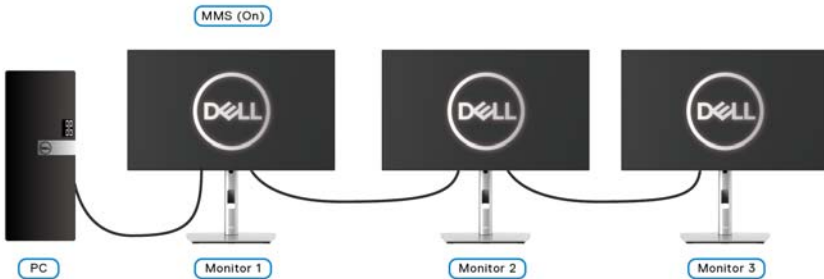 MMS (On)
DELL
DELL
DELL
PC
Monitor 1
Monitor 2
Monitor 3